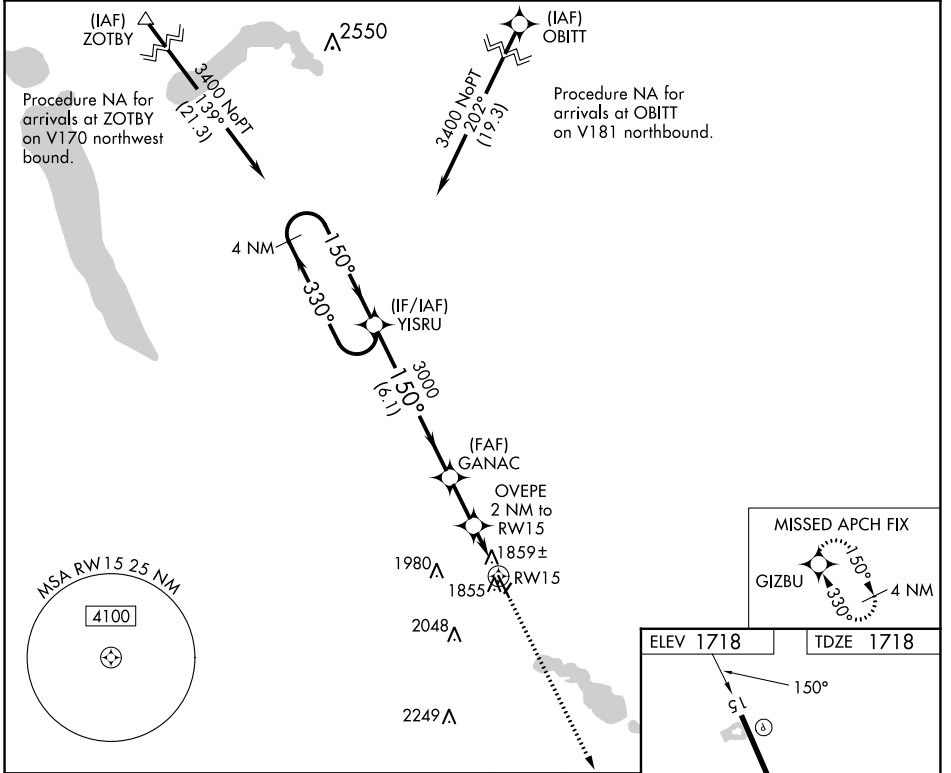 (IAF)
ZOTBY
2550
(IAF)
OBITT
Procedure NA for
arrivals at ZOTBY
on V170 northwest
bound.
3400 NoPT
139°
(21.3)
3400 NoPT
202°
(19.3)
Procedure NA for
arrivals at OBITT
on V181 northbound.
4 NM
150°
330°
(IF/IAF)
YISRU
3000
150°
(6.1)
(FAF)
GANAC
OVEPE
2 NM to
RW15
1859±
1980
1855
RW15
2048
2249
MSA RW15 25 NM
4100
MISSED APCH FIX
GIZBU
150°
330°
4 NM
ELEV 1718
TDZE 1718
150°
15
P